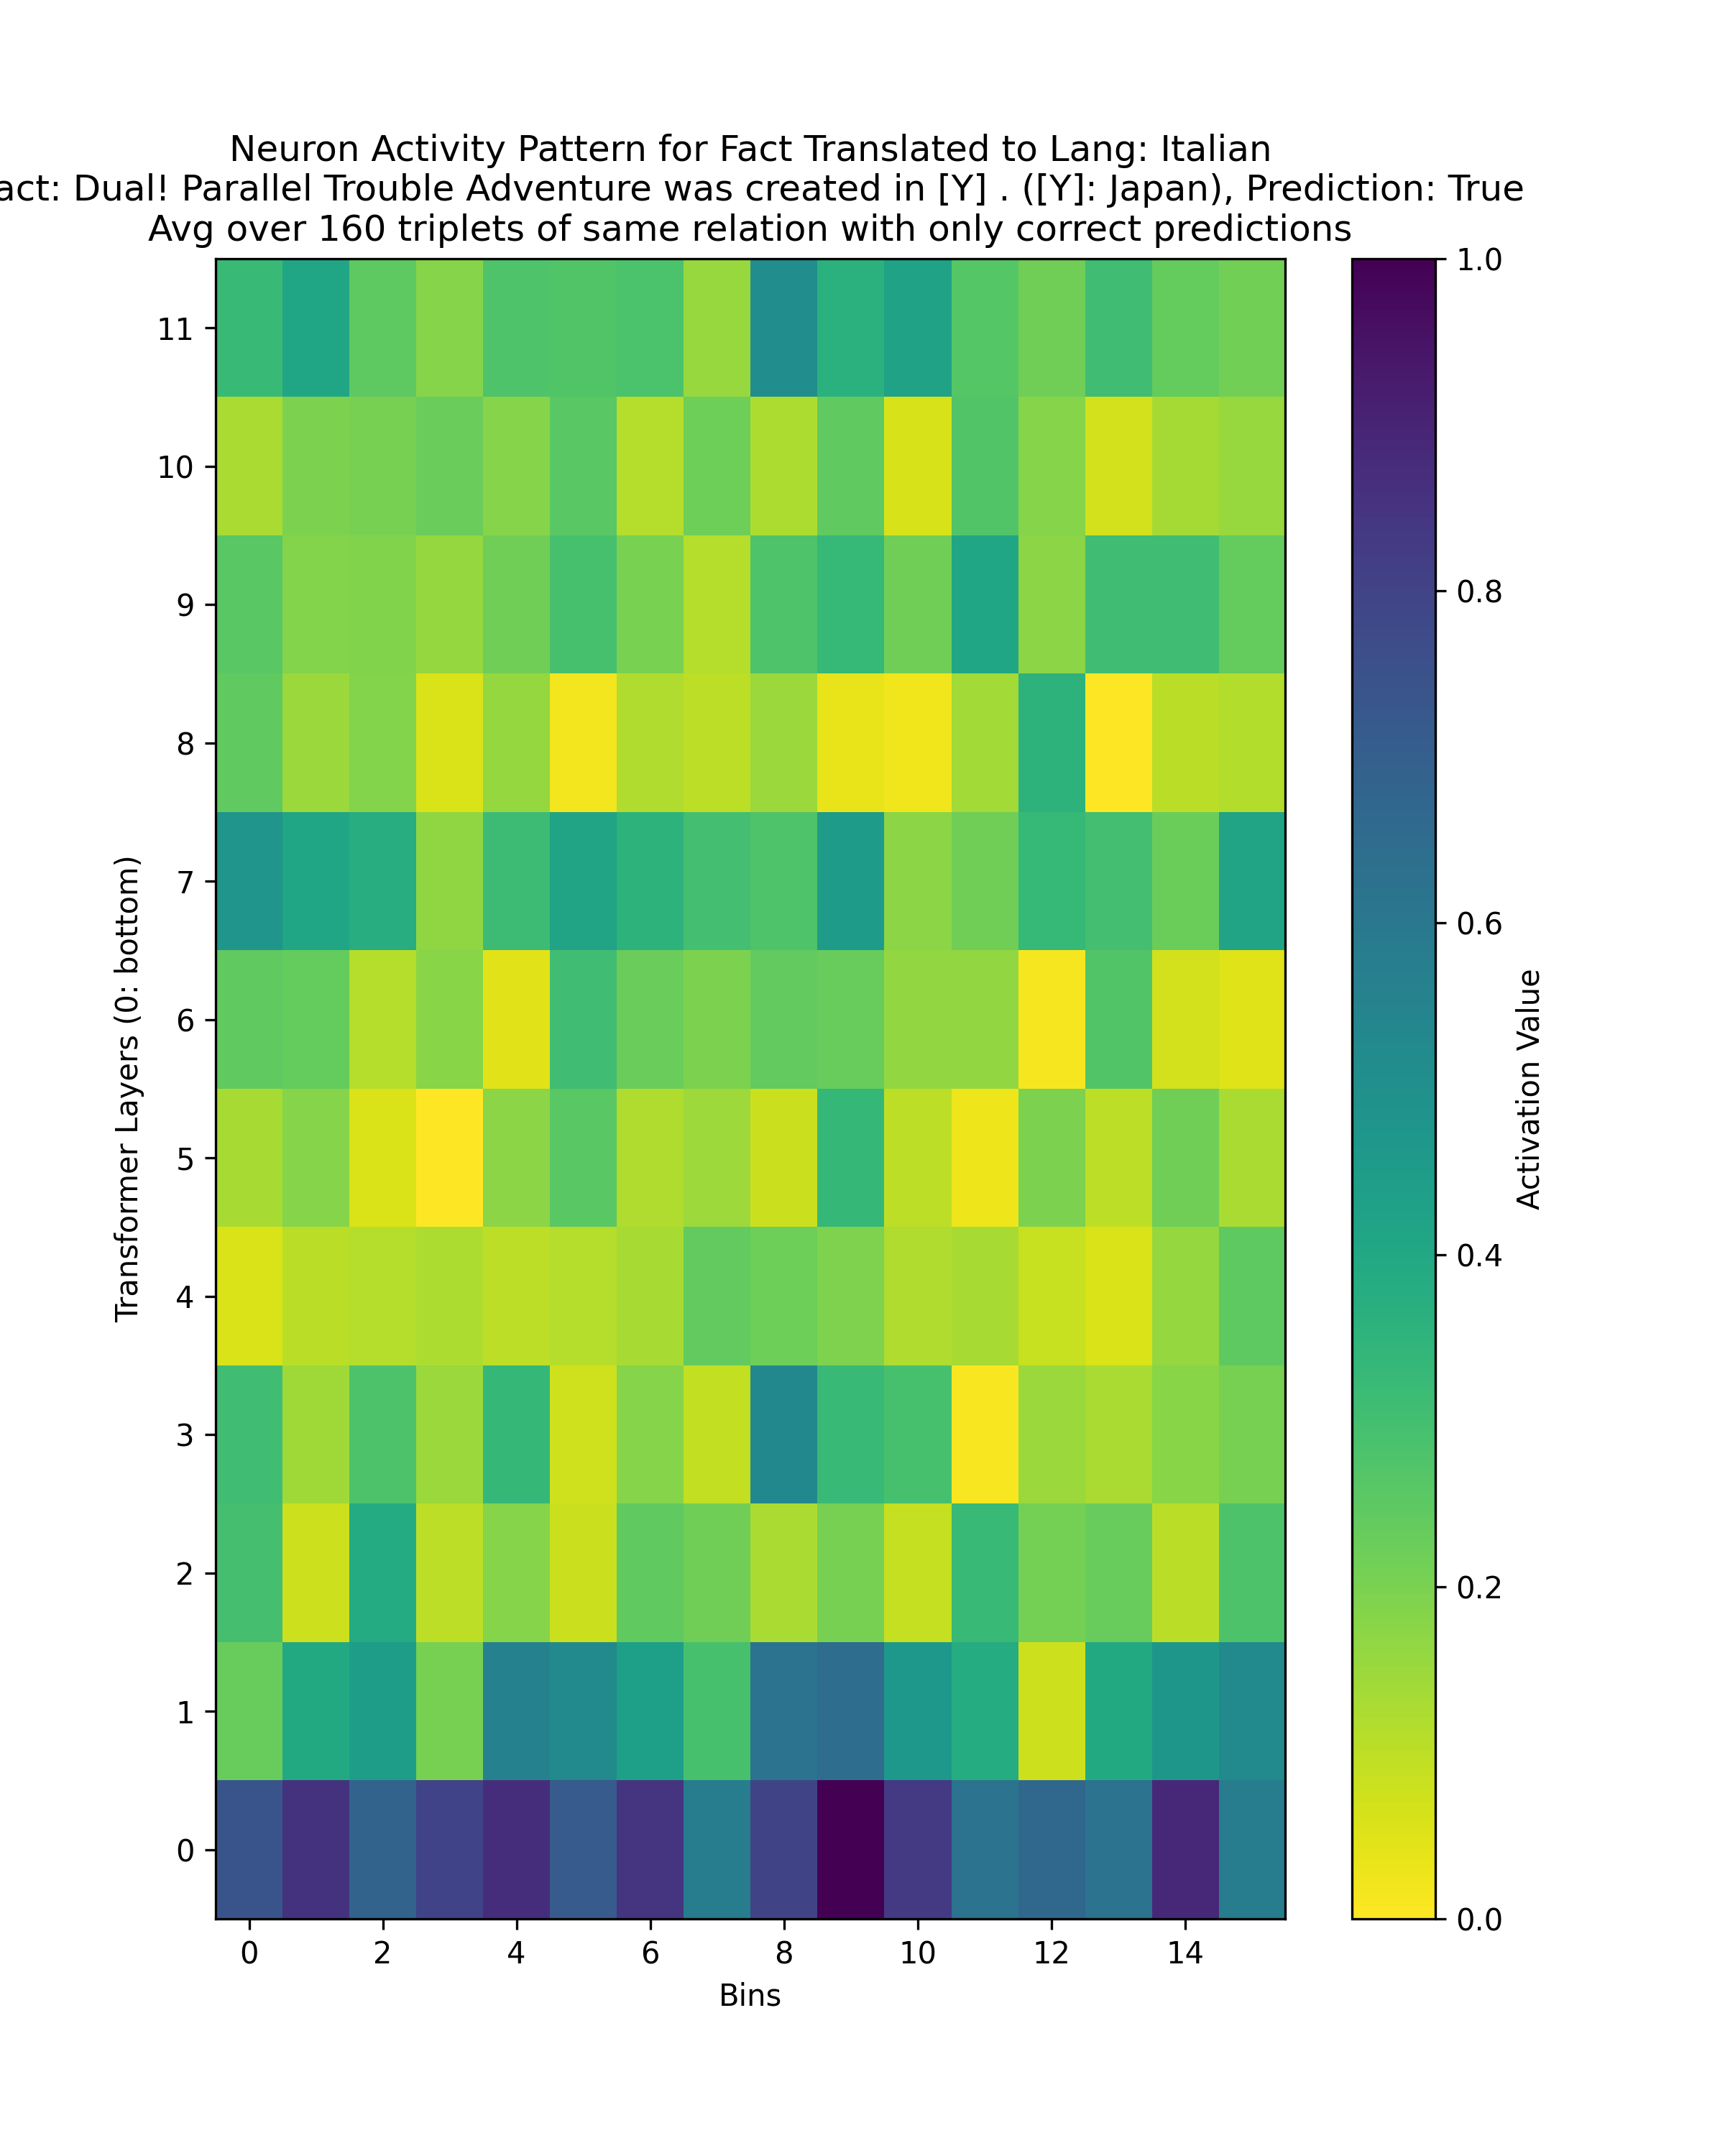 Neuron Activity Pattern for Fact Translated to Lang: Italian
act: Dual! Parallel Trouble Adventure was created in [Y] . ([Y]: Japan), Prediction: True
Avg over 160 triplets of same relation with only correct predictions
11
10
9
8
7
6
5
4
3
2
1
0
Transformer Layers (0: bottom)
0 2 4 6 8 10 12 14
Bins
1.0
0.8
0.6
0.4
0.2
0.0
Activation Value